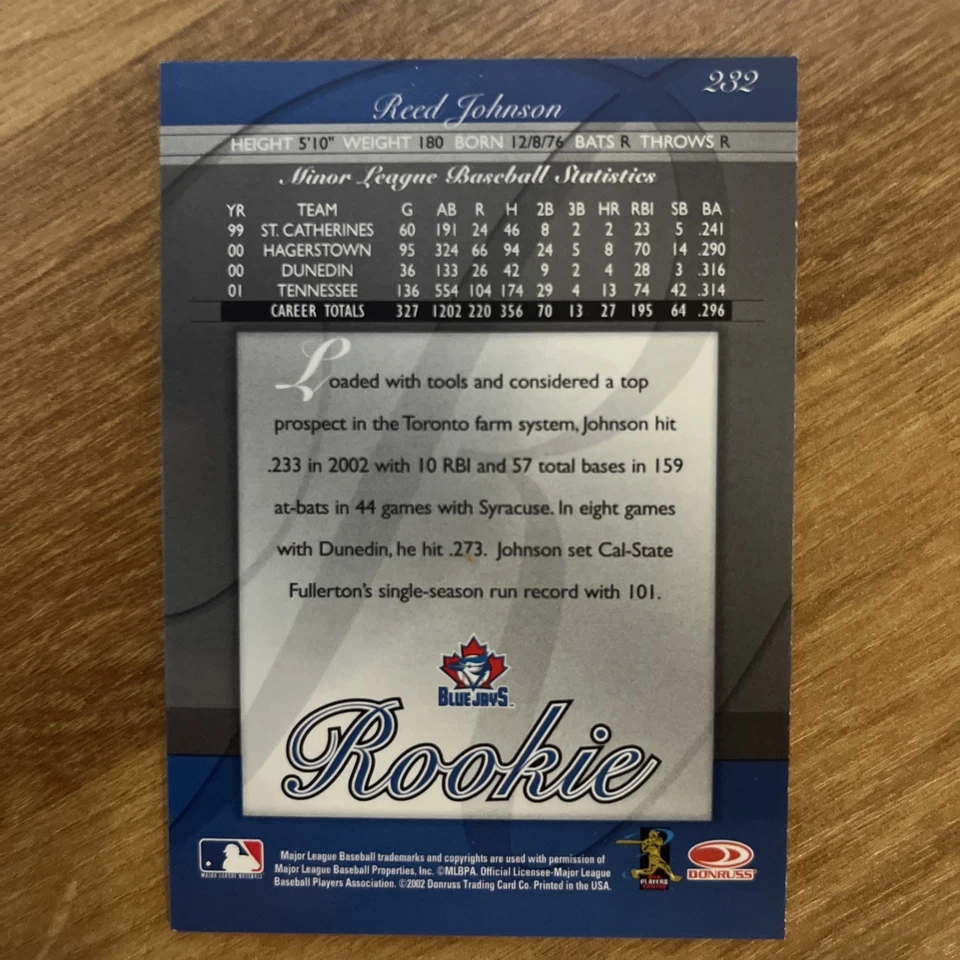 232
Reed Johnson
HEIGHT 5'10" WEIGHT 180 BORN 12/8/76 BATS R THROWS R
Minor League Baseball Statistics
YR TEAM G AB R H 2B 3B HR RBI SB BA
99 ST. CATHERINES 60 191 24 46 8 2 2 23 5 .241
00 HAGERSTOWN 95 324 66 94 24 5 8 70 14 .290
00 DUNEDIN 36 133 26 42 9 2 4 28 3 .316
01 TENNESSEE 136 554 104 174 29 4 13 74 42 .314
CAREER TOTALS 327 1202 220 356 70 13 27 195 64 .296
Loaded with tools and considered a top
prospect in the Toronto farm system, Johnson hit
.233 in 2002 with 10 RBI and 57 total bases in 159
at-bats in 44 games with Syracuse. In eight games
with Dunedin, he hit .273. Johnson set Cal-State
Fullerton's single-season run record with 101.
BLUE JAYS™
Rookie
MAJOR LEAGUE BASEBALL
Major League Baseball trademarks and copyrights are used with permission of
Major League Baseball Properties, Inc. ©MLBPA. Official Licensee-Major League
Baseball Players Association. ©2002 Donruss Trading Card Co. Printed in the USA.
PLAYERS
CHOICE
DONRUSS